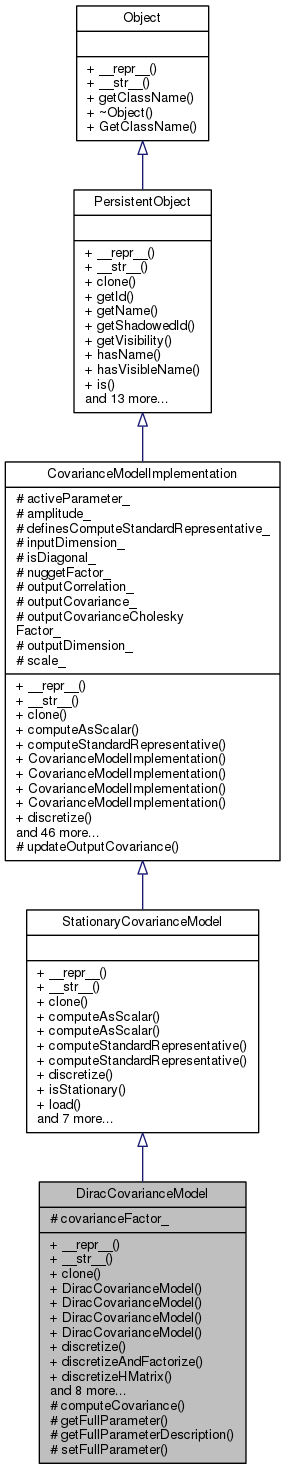 Object
+ __repr__()
+ __str__()
+ getClassName()
+ ~Object()
+ GetClassName()
PersistentObject
+ __repr__()
+ __str__()
+ clone()
+ getId()
+ getName()
+ getShadowedId()
+ getVisibility()
+ hasName()
+ hasVisibleName()
+ is()
and 13 more...
CovarianceModelImplementation
# activeParameter_
# amplitude_
# definesComputeStandardRepresentative_
# inputDimension_
# isDiagonal_
# nuggetFactor_
# outputCorrelation_
# outputCovariance_
# outputCovarianceCholesky
Factor_
# outputDimension_
# scale_
+ __repr__()
+ __str__()
+ clone()
+ computeAsScalar()
+ computeStandardRepresentative()
+ CovarianceModelImplementation()
+ CovarianceModelImplementation()
+ CovarianceModelImplementation()
+ CovarianceModelImplementation()
+ discretize()
and 46 more...
# updateOutputCovariance()
StationaryCovarianceModel
+ __repr__()
+ __str__()
+ clone()
+ computeAsScalar()
+ computeAsScalar()
+ computeStandardRepresentative()
+ computeStandardRepresentative()
+ discretize()
+ isStationary()
+ load()
and 7 more...
DiracCovarianceModel
# covarianceFactor_
+ __repr__()
+ __str__()
+ clone()
+ DiracCovarianceModel()
+ DiracCovarianceModel()
+ DiracCovarianceModel()
+ DiracCovarianceModel()
+ discretize()
+ discretizeAndFactorize()
+ discretizeHMatrix()
and 8 more...
# computeCovariance()
# getFullParameter()
# getFullParameterDescription()
# setFullParameter()